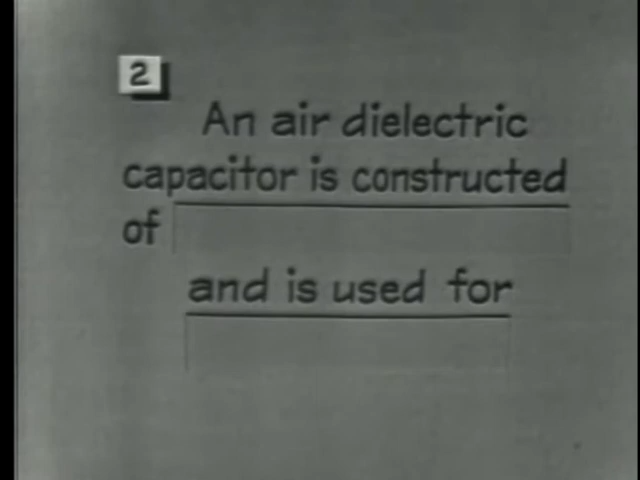 2
An air dielectric
capacitor is constructed
of
and is used for